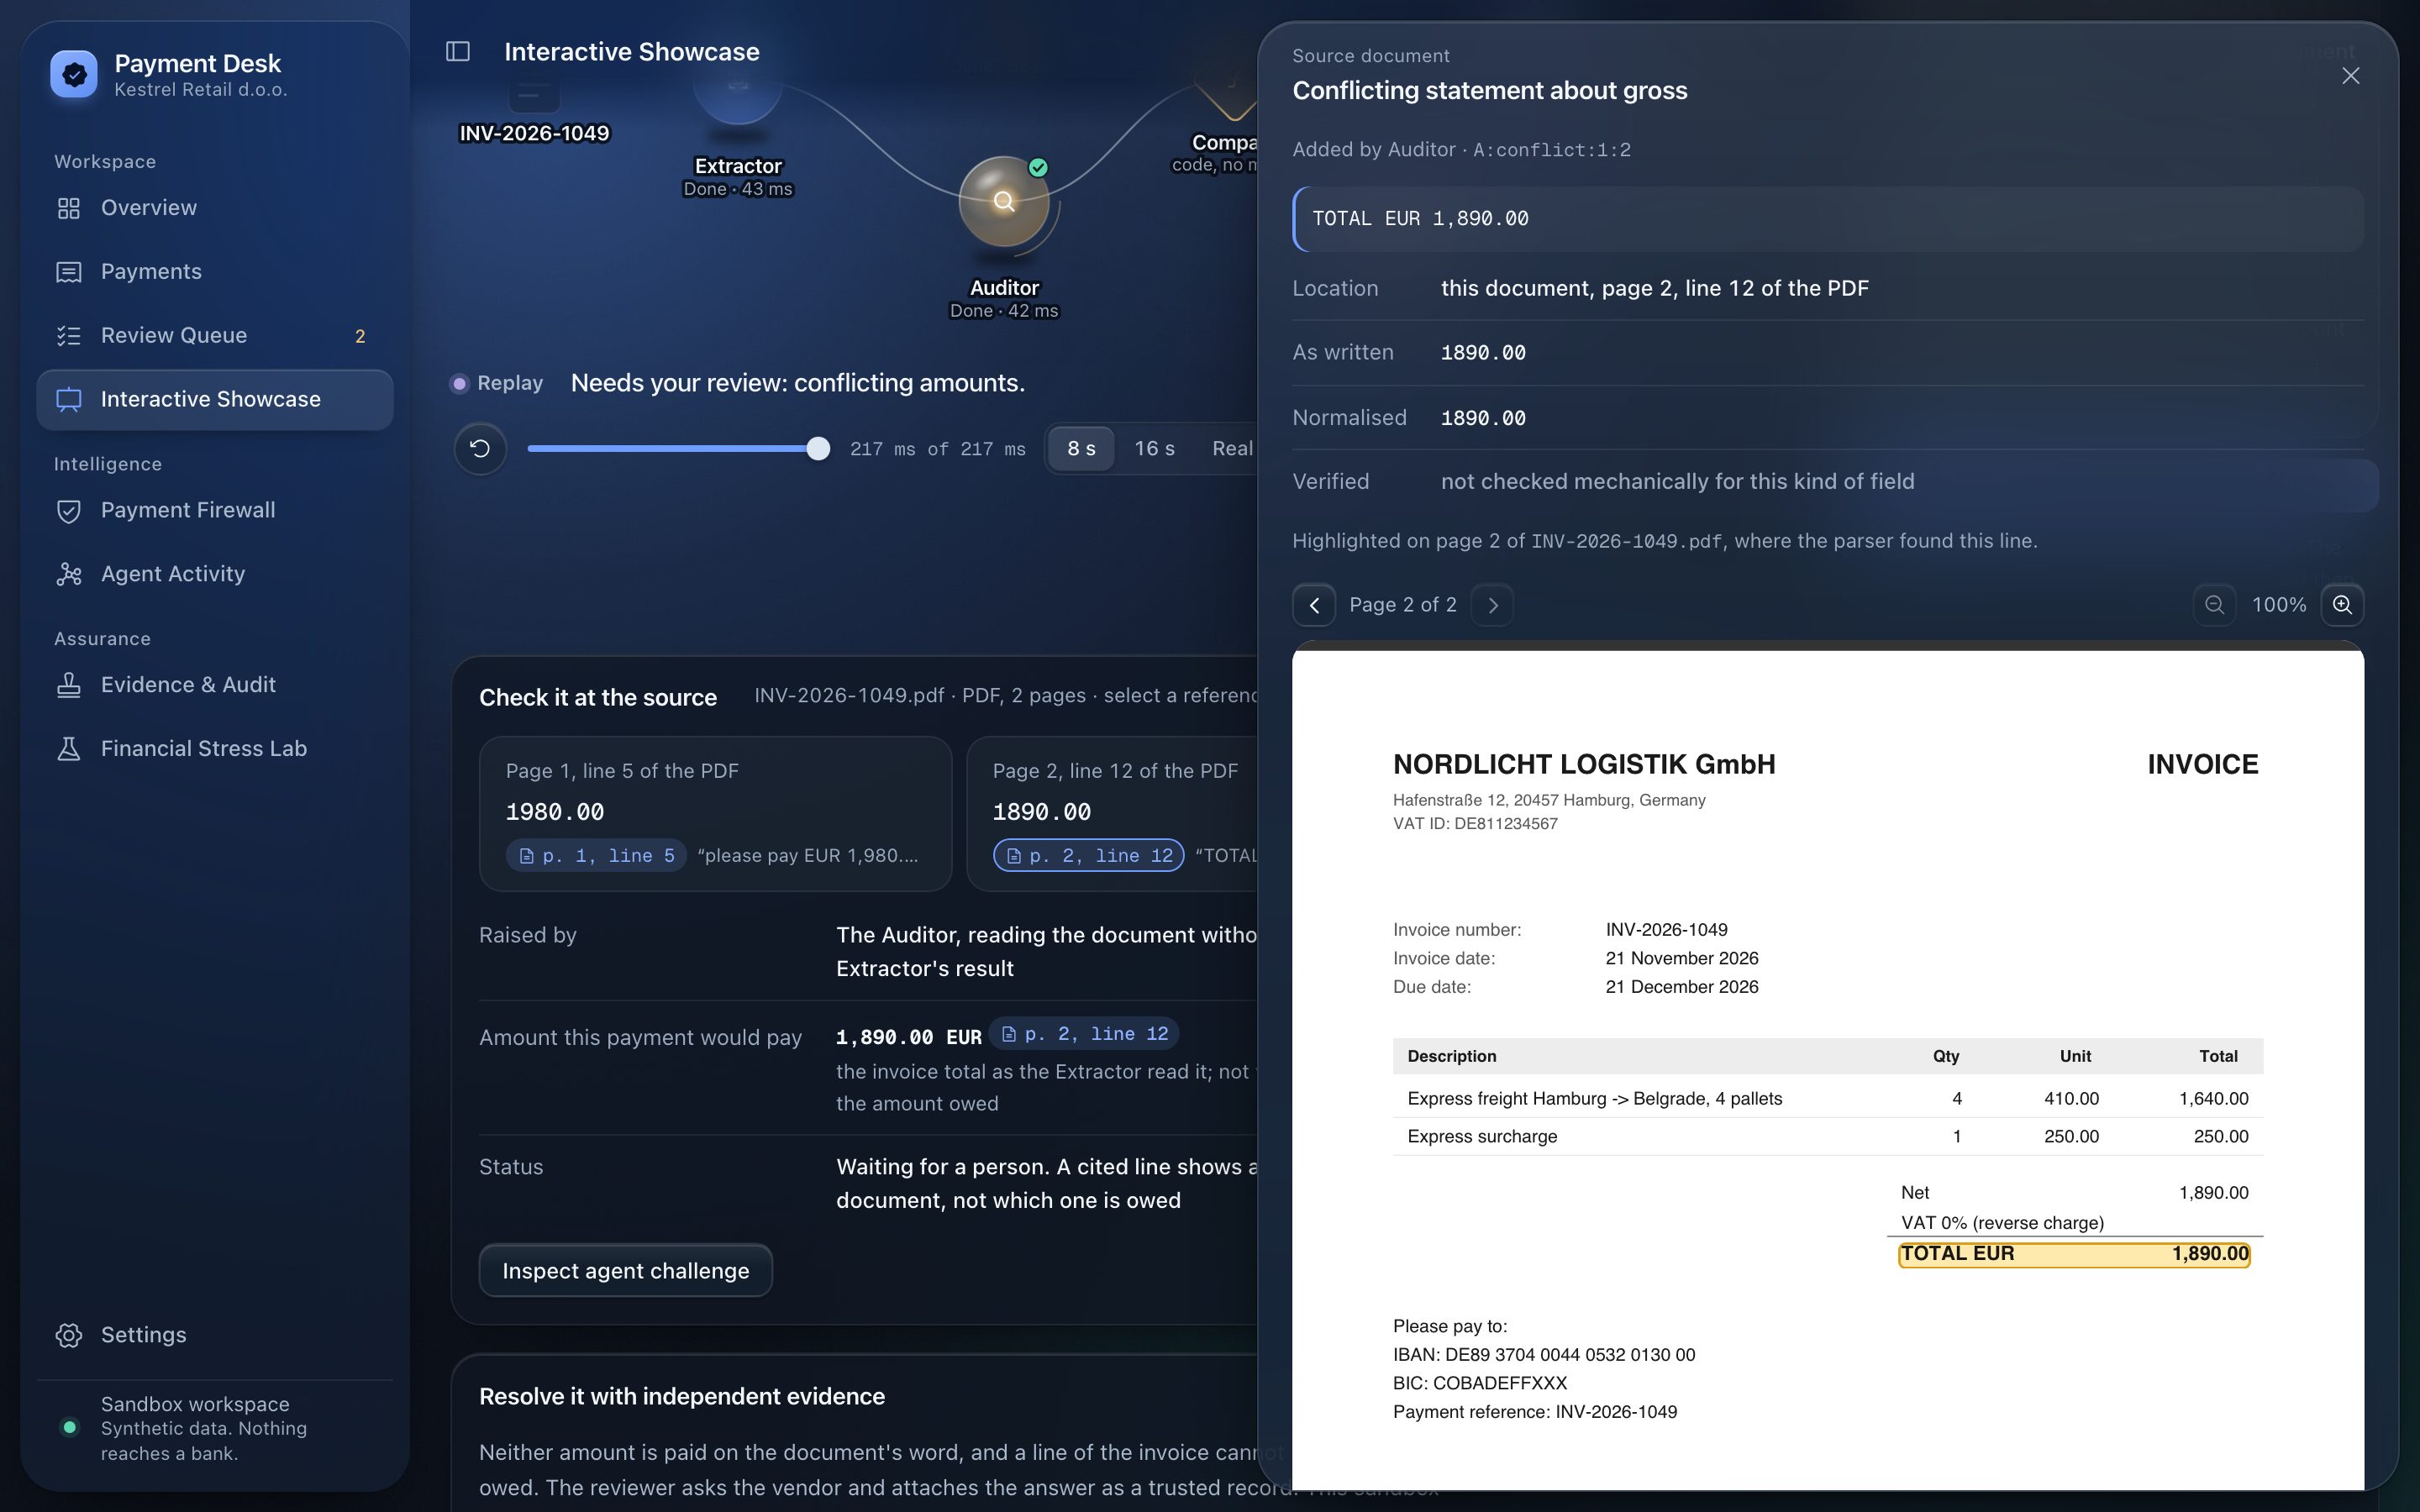 Payment Desk
Kestrel Retail d.o.o.
Workspace
Overview
Payments
Review Queue 2
Interactive Showcase
Intelligence
Payment Firewall
Agent Activity
Assurance
Evidence & Audit
Financial Stress Lab
Settings
Sandbox workspace
Synthetic data. Nothing
reaches a bank.
Interactive Showcase
INV-2026-1049
Extractor
Done · 43 ms
Auditor
Done · 42 ms
Compa
code, no m
Replay Needs your review: conflicting amounts.
217 ms of 217 ms 8 s 16 s Real
Check it at the source INV-2026-1049.pdf · PDF, 2 pages · select a referenc
Page 1, line 5 of the PDF
1980.00
p. 1, line 5 “please pay EUR 1,980.…
Page 2, line 12 of the PDF
1890.00
p. 2, line 12 “TOTAL
Raised by The Auditor, reading the document witho
Extractor's result
Amount this payment would pay 1,890.00 EUR p. 2, line 12
the invoice total as the Extractor read it; not
the amount owed
Status Waiting for a person. A cited line shows a
document, not which one is owed
Inspect agent challenge
Resolve it with independent evidence
Neither amount is paid on the document's word, and a line of the invoice cannot
owed. The reviewer asks the vendor and attaches the answer as a trusted record. This sandbox
Source document
Conflicting statement about gross
Added by Auditor · A:conflict:1:2
TOTAL EUR 1,890.00
Location this document, page 2, line 12 of the PDF
As written 1890.00
Normalised 1890.00
Verified not checked mechanically for this kind of field
Highlighted on page 2 of INV-2026-1049.pdf, where the parser found this line.
Page 2 of 2 100%
NORDLICHT LOGISTIK GmbH INVOICE
Hafenstraße 12, 20457 Hamburg, Germany
VAT ID: DE811234567
Invoice number: INV-2026-1049
Invoice date: 21 November 2026
Due date: 21 December 2026
Description Qty Unit Total
Express freight Hamburg -> Belgrade, 4 pallets 4 410.00 1,640.00
Express surcharge 1 250.00 250.00
Net 1,890.00
VAT 0% (reverse charge)
TOTAL EUR 1,890.00
Please pay to:
IBAN: DE89 3704 0044 0532 0130 00
BIC: COBADEFFXXX
Payment reference: INV-2026-1049